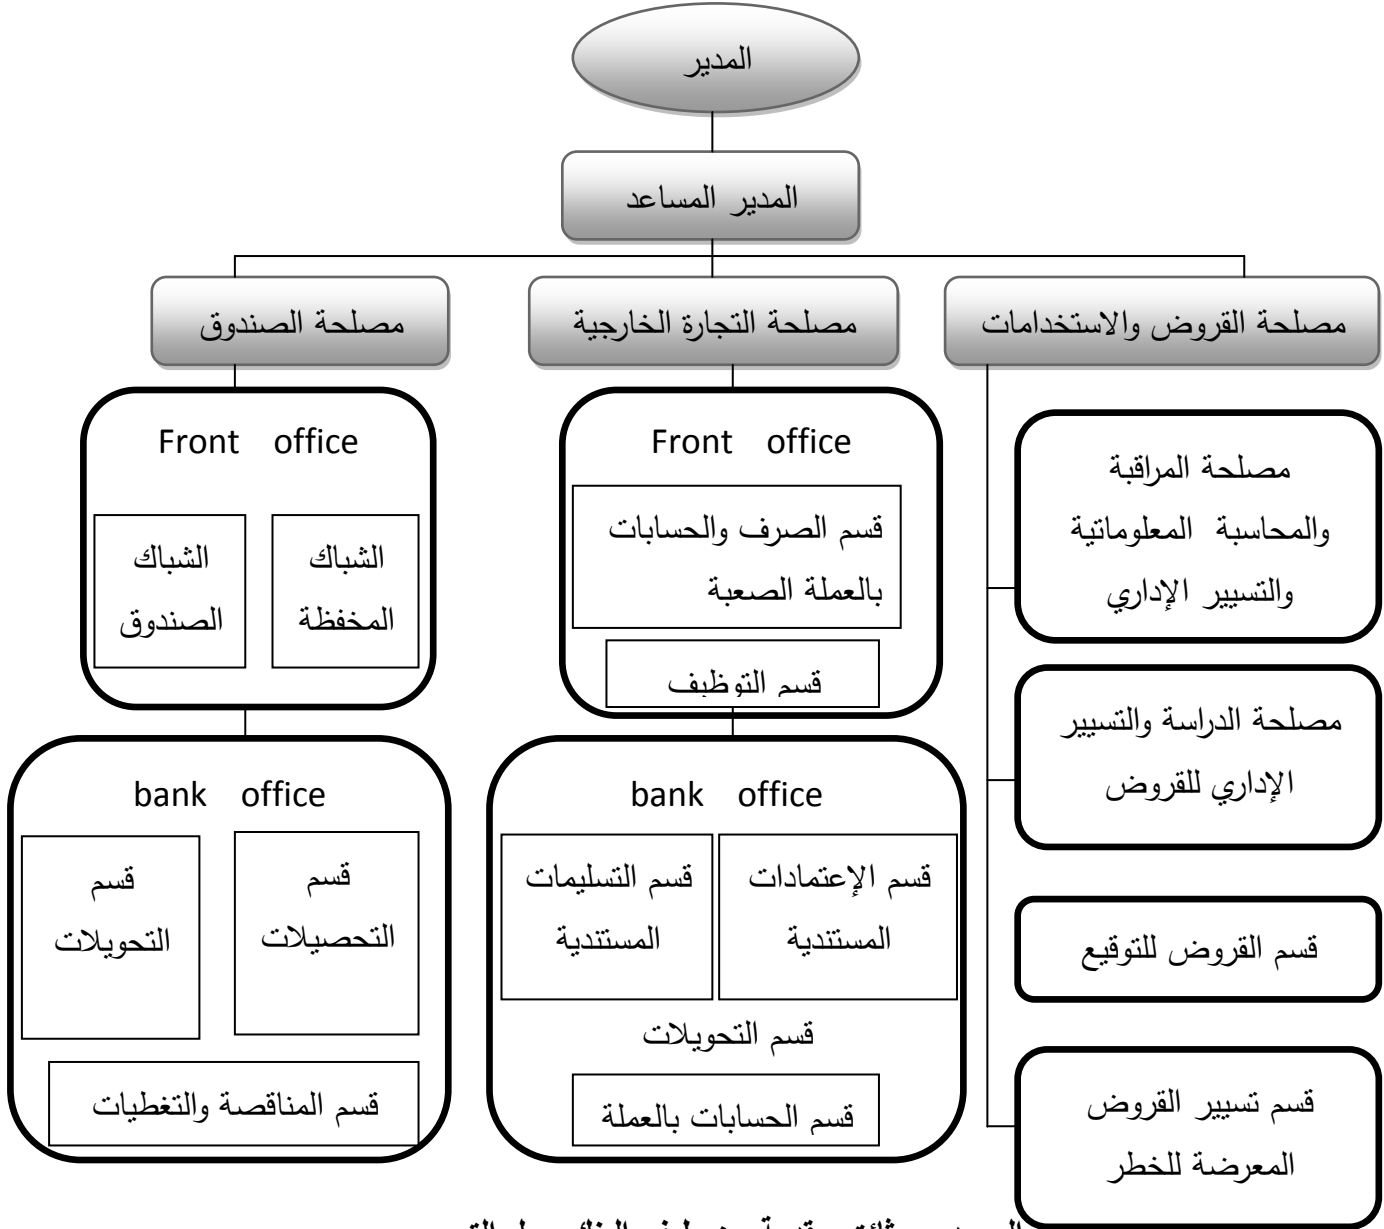 المدير
المدير المساعد
مصلحة القروض والاستخدامات
مصلحة التجارة الخارجية
مصلحة الصندوق
مصلحة المراقبة
والمحاسبة المعلوماتية
والتسيير الإداري
مصلحة الدراسة والتسيير
الإداري للقروض
قسم القروض للتوقيع
قسم تسيير القروض
المعرضة للخطر
Front office
قسم الصرف والحسابات
بالعملة الصعبة
قسم التوظيف
bank office
قسم الإعتمادات
المستندية
قسم التسليمات
المستندية
قسم التحويلات
قسم الحسابات بالعملة
Front office
الشباك
المخفظة
الشباك
الصندوق
bank office
قسم
التحصيلات
قسم
التحويلات
قسم المناقصة والتغطيات